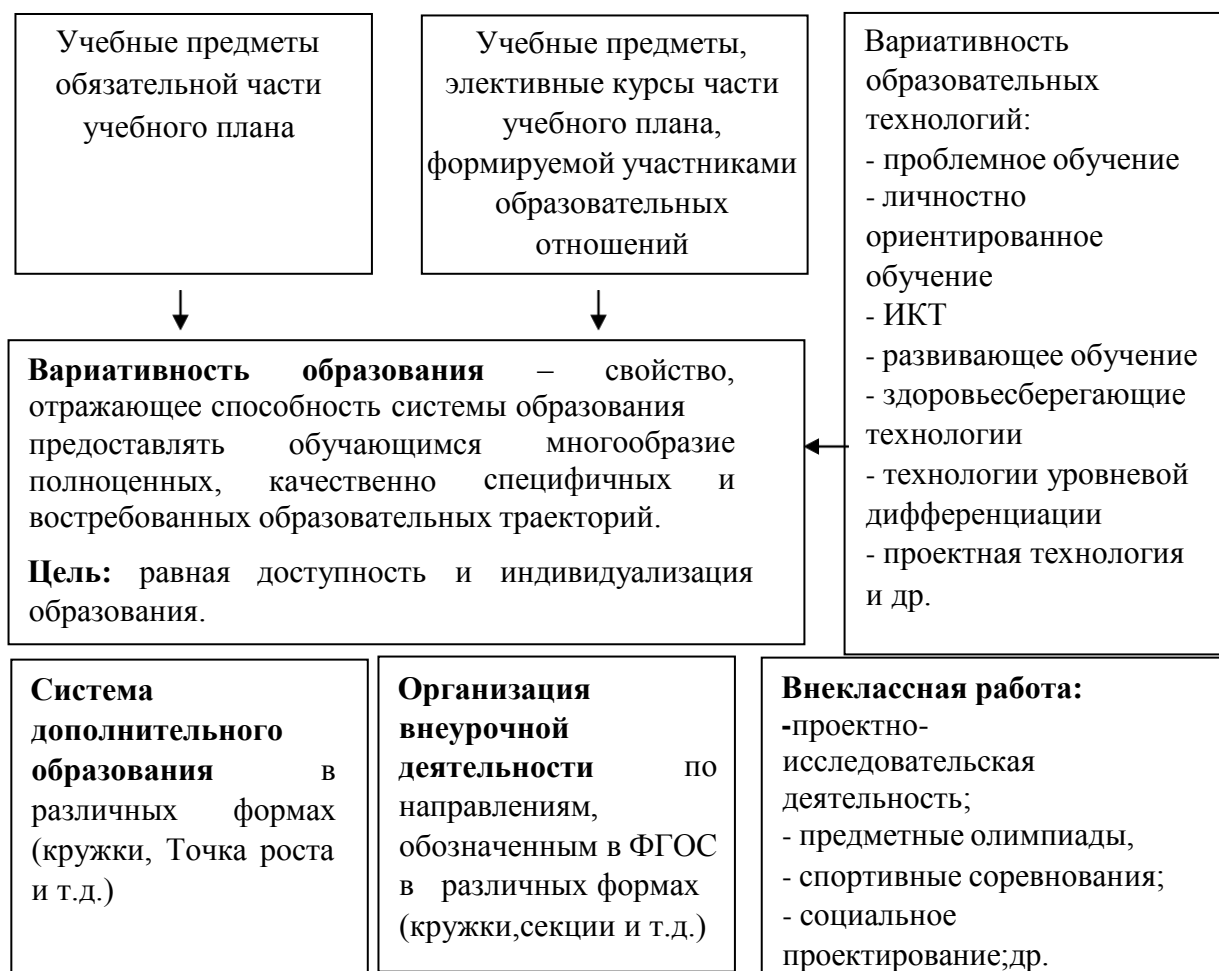 Учебные предметы
обязательной части
учебного плана
Учебные предметы,
элективные курсы части
учебного плана,
формируемой участниками
образовательных
отношений
Вариативность
образовательных
технологий:
- проблемное обучение
- личностно
ориентированное
обучение
- ИКТ
- развивающее обучение
- здоровьесберегающие
технологии
- технологии уровневой
дифференциации
- проектная технология
и др.
Вариативность образования – свойство,
отражающее способность системы образования
предоставлять обучающимся многообразие
полноценных, качественно специфичных и
востребованных образовательных траекторий.
Цель: равная доступность и индивидуализация
образования.
Система
дополнительного
образования в
различных формах
(кружки, Точка роста
и т.д.)
Организация
внеурочной
деятельности по
направлениям,
обозначенным в ФГОС
в различных формах
(кружки,секции и т.д.)
Внеклассная работа:
-проектно-
исследовательская
деятельность;
- предметные олимпиады,
- спортивные соревнования;
- социальное
проектирование;др.